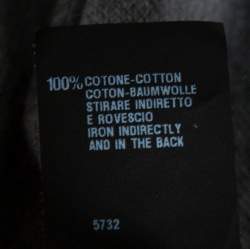 100% COTONE-COTTON
COTON-BAUMWOLLE
STIRARE INDIRETTO
E ROVESCIO
IRON INDIRECTLY
AND IN THE BACK
5732